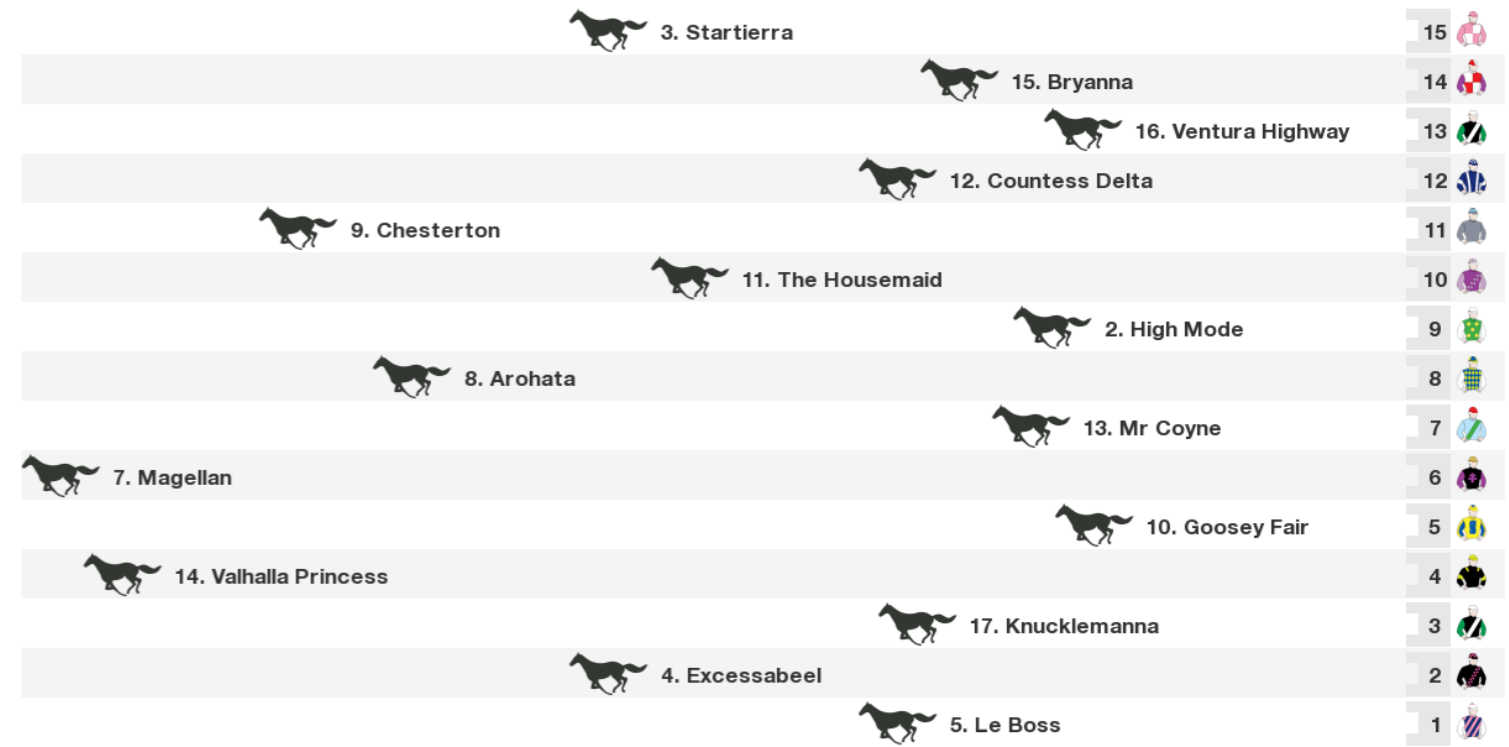 3. Startierra 15
15. Bryanna 14
16. Ventura Highway 13
12. Countess Delta 12
9. Chesterton 11
11. The Housemaid 10
2. High Mode 9
8. Arohata 8
13. Mr Coyne 7
7. Magellan 6
10. Goosey Fair 5
14. Valhalla Princess 4
17. Knucklemanna 3
4. Excessabeel 2
5. Le Boss 1